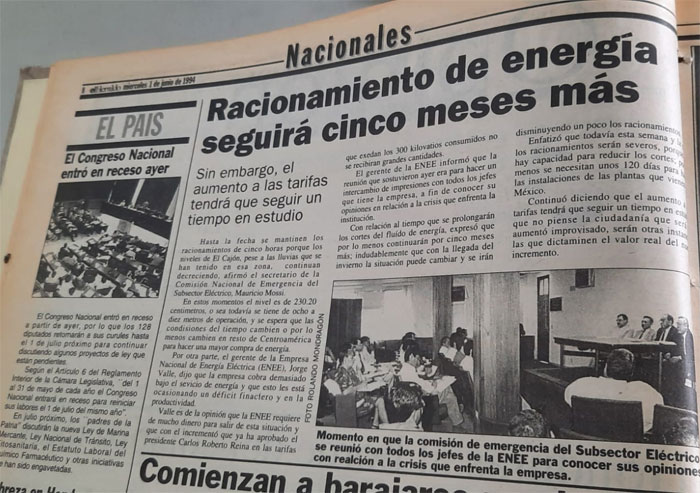 Nacionales
8 el Heraldo miércoles 1 de junio de 1994
EL PAIS
El Congreso Nacional
entró en receso ayer
El Congreso Nacional entró en receso
a partir de ayer, por lo que los 128
diputados retornarán a sus curules hasta
el 1 de julio próximo para continuar
discutiendo algunos proyectos de ley que
están pendientes.
Según el Artículo 6 del Reglamento
Interior de la Cámara Legislativa, "del 1
al 31 de mayo de cada año el Congreso
Nacional entrará en receso para reiniciar
sus labores el 1 de julio del mismo año".
En julio próximo, los "padres de la
Patria" discutirán la nueva Ley de Marina
Mercante, Ley Nacional de Tránsito, Ley
Fitosanitaria, el Estatuto Laboral del
Químico Farmacéutico y otras iniciativas
que han sido engavetadas.
Racionamiento de energía
seguirá cinco meses más
Sin embargo, el
aumento a las tarifas
tendrá que seguir un
tiempo en estudio
Hasta la fecha se mantinen los
racionamientos de cinco horas porque los
niveles de El Cajón, pese a las lluvias que
se han tenido en esa zona, continúan
decreciendo, afirmó el secretario de la
Comisión Nacional de Emergencia del
Subsector Eléctrico, Mauricio Mossi.
En estos momentos el nivel es de 230.20
centímetros, o sea todavía se tiene de ocho a
diez metros de operación, y se espera que las
condiciones del tiempo cambien o por lo
menos cambien en resto de Centroamérica
para hacer una mayor compra de energía.
Por otra parte, el gerente de la Empresa
Nacional de Energía Eléctrica (ENEE), Jorge
Valle, dijo que la empresa cobra demasiado
bajo el sevicio de energía y que esto les está
ocasionando un déficit finaclero y en la
productividad.
Valle es de la opinión que la ENEE requiere
de mucho dinero para salir de esta situación y
que con el incrementó que ya ha aprobado el
presidente Carlos Roberto Reina en las tarifas
que exedan los 300 kilovatios consumidos no
se recibiran grandes cantidades.
El gerente de la ENEE informó que la
reunión que sostuvieron ayer era para hacer un
intercambio de impresiones con todos los jefes
que tiene la empresa, a fin de conocer su
opiniones en relación a la crisis que enfrenta la
institución.
Con relación al tiempo que se prolongarán
los cortes del fluído de energía, expresó que
por lo menos continuarán por cinco meses
más; indudablemente que con la llegada del
invierno la situación puede cambiar y se irán
disminuyendo un poco los racionamientos.
Enfatizó que todavía esta semana y
los racionamientos serán severos, por
hay capacidad para reducir los cortes;
menos se necesitan unos 120 días para
las instalaciones de las plantas que vienen
México.
Continuó diciendo que el aumento
tarifas tendrá que seguir un tiempo en
que no piense la ciudadanía que será
aumento improvisado, serán otras instan
las que dictaminen el valor real del
incremento.
FOTO ROLANDO MONDRAGÓN
Momento en que la comisión de emergencia del Subsector Eléctrico
se reunió con todos los jefes de la ENEE para conocer sus opiniones
con realción a la crisis que enfrenta la empresa.
Comienzan a